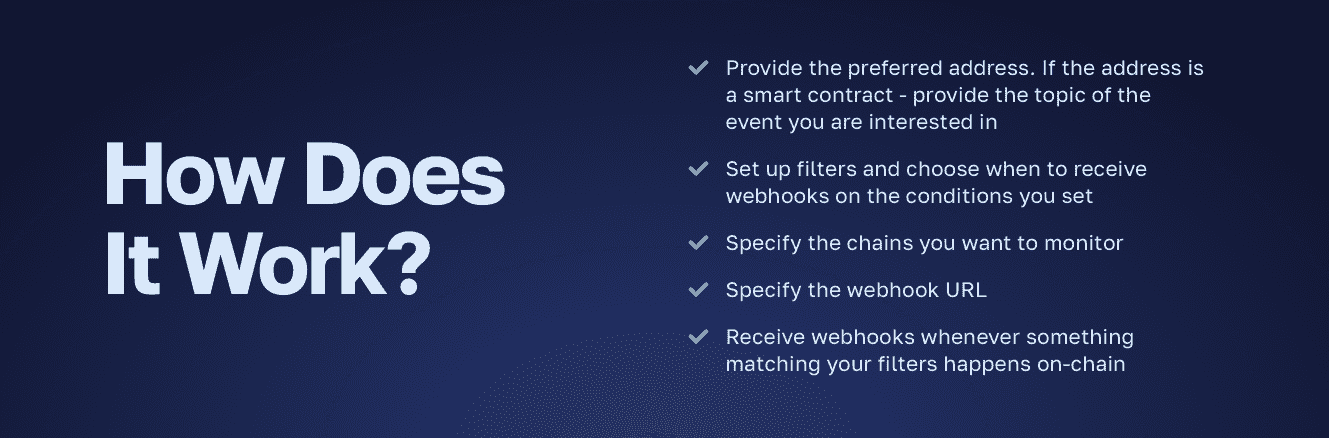 How Does
It Work?
Provide the preferred address. If the address is
a smart contract - provide the topic of the
event you are interested in
Set up filters and choose when to receive
webhooks on the conditions you set
Specify the chains you want to monitor
Specify the webhook URL
Receive webhooks whenever something
matching your filters happens on-chain